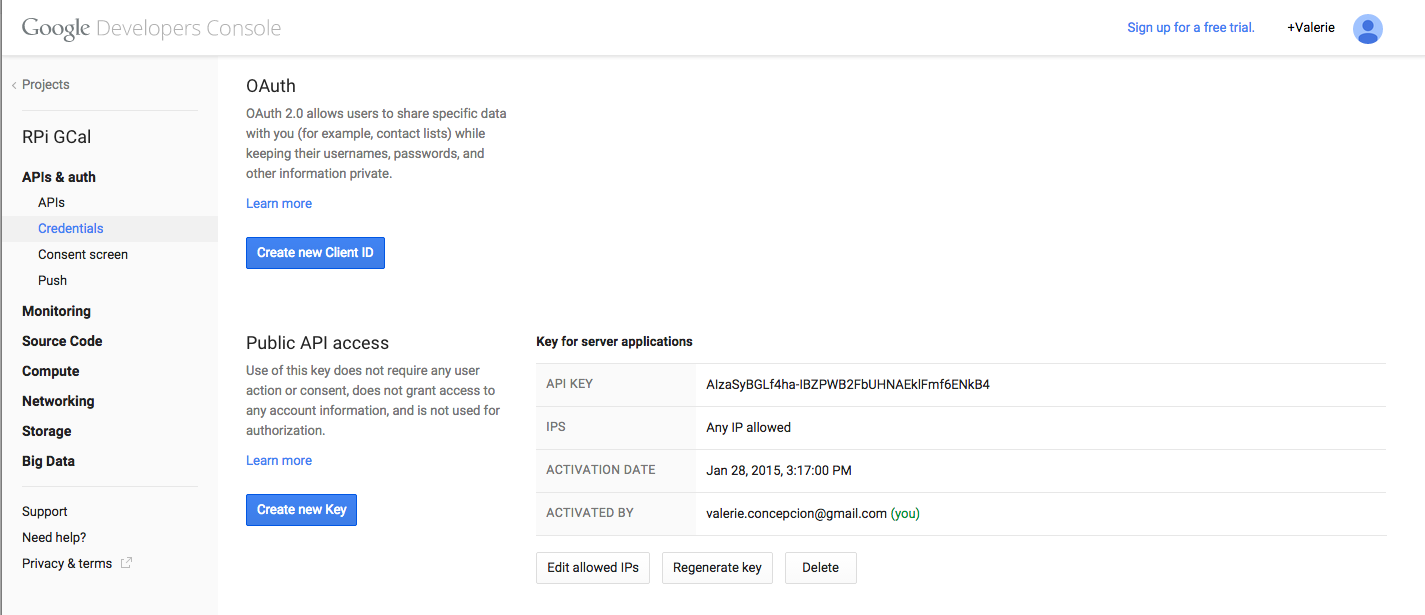 Google Developers Console
Sign up for a free trial.
+Valerie
Projects
RPi GCal
APIs & auth
APIs
Credentials
Consent screen
Push
Monitoring
Source Code
Compute
Networking
Storage
Big Data
Support
Need help?
Privacy & terms
OAuth
OAuth 2.0 allows users to share specific data
with you (for example, contact lists) while
keeping their usernames, passwords, and
other information private.
Learn more
Create new Client ID
Public API access
Use of this key does not require any user
action or consent, does not grant access to
any account information, and is not used for
authorization.
Learn more
Create new Key
Key for server applications
API KEY
AIzaSyBGLf4ha-IBZPWB2FbUHNAEklFmf6ENkB4
IPS
Any IP allowed
ACTIVATION DATE
Jan 28, 2015, 3:17:00 PM
ACTIVATED BY
valerie.concepcion@gmail.com (you)
Edit allowed IPs
Regenerate key
Delete